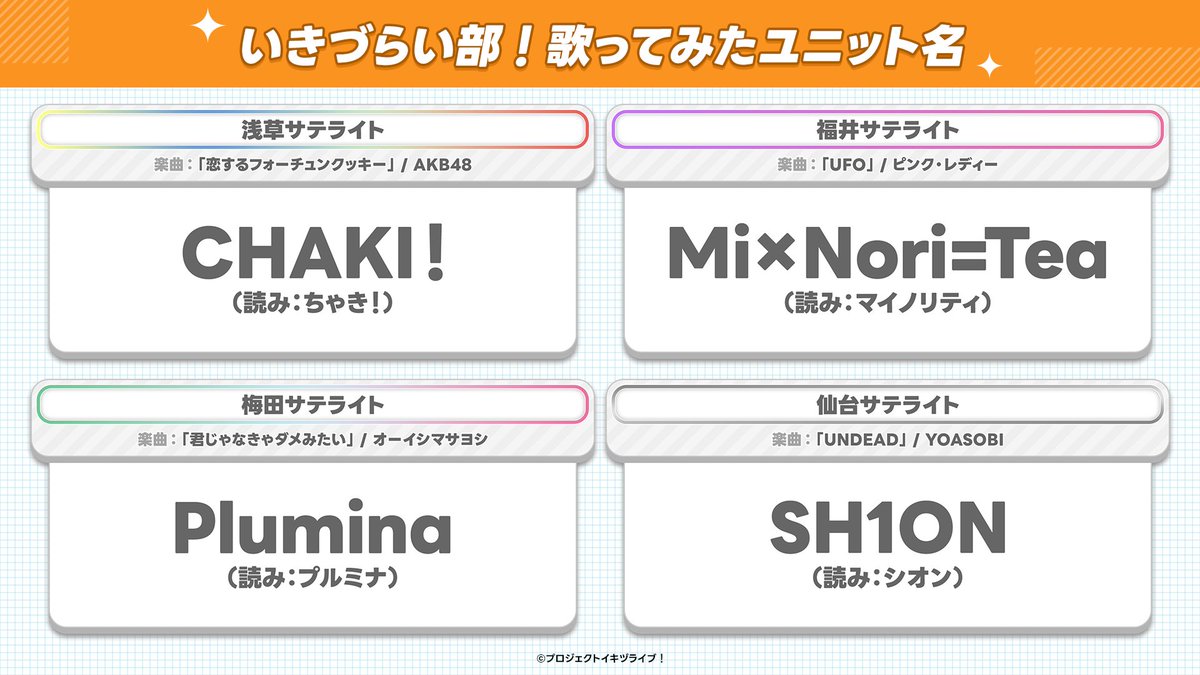 いきづらい部！歌ってみたユニット名
浅草サテライト
楽曲：「恋するフォーチュンクッキー」 / AKB48
CHAKI！
（読み：ちゃき！）
福井サテライト
楽曲：「UFO」 / ピンク・レディー
Mi×Nori=Tea
（読み：マイノリティ）
梅田サテライト
楽曲：「君じゃなきゃダメみたい」 / オーイシマサヨシ
Plumina
（読み：プルミナ）
仙台サテライト
楽曲：「UNDEAD」 / YOASOBI
SH1ON
（読み：シオン）
©プロジェクトイキヅライブ！